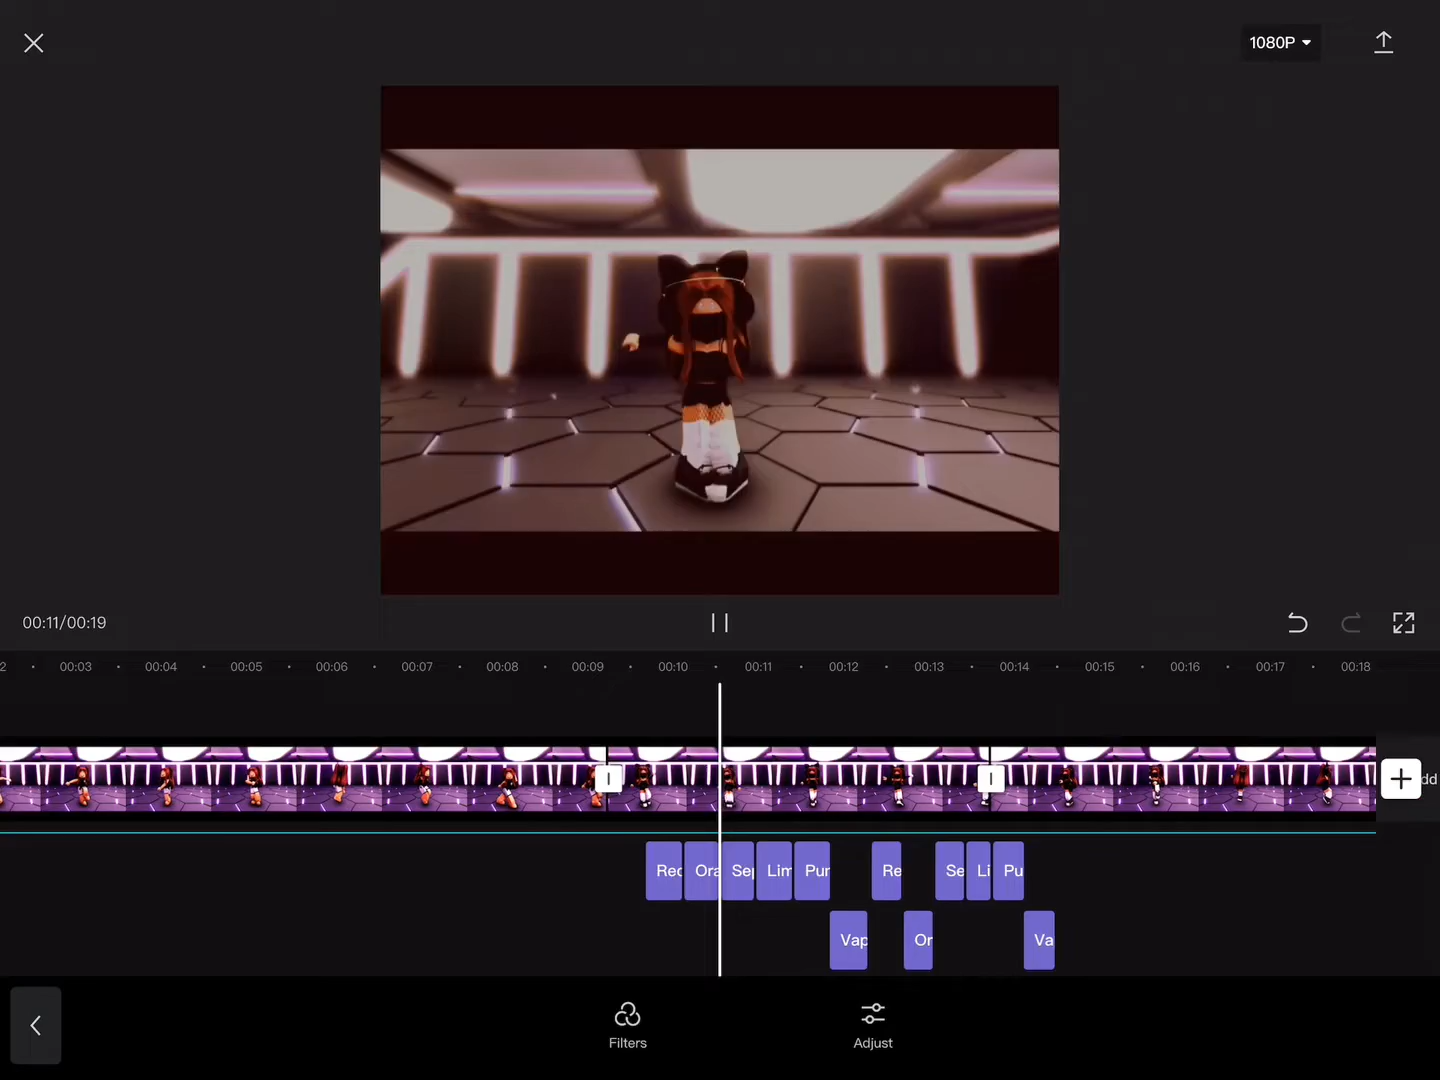 1080P
00:11/00:19
2 00:03 00:04 00:05 00:06 00:07 00:08 00:09 00:10 00:11 00:12 00:13 00:14 00:15 00:16 00:17 00:18
dd
Rec Ora Sep Lim Pur Re Se Li Pu
Vap Or Va
Filters Adjust